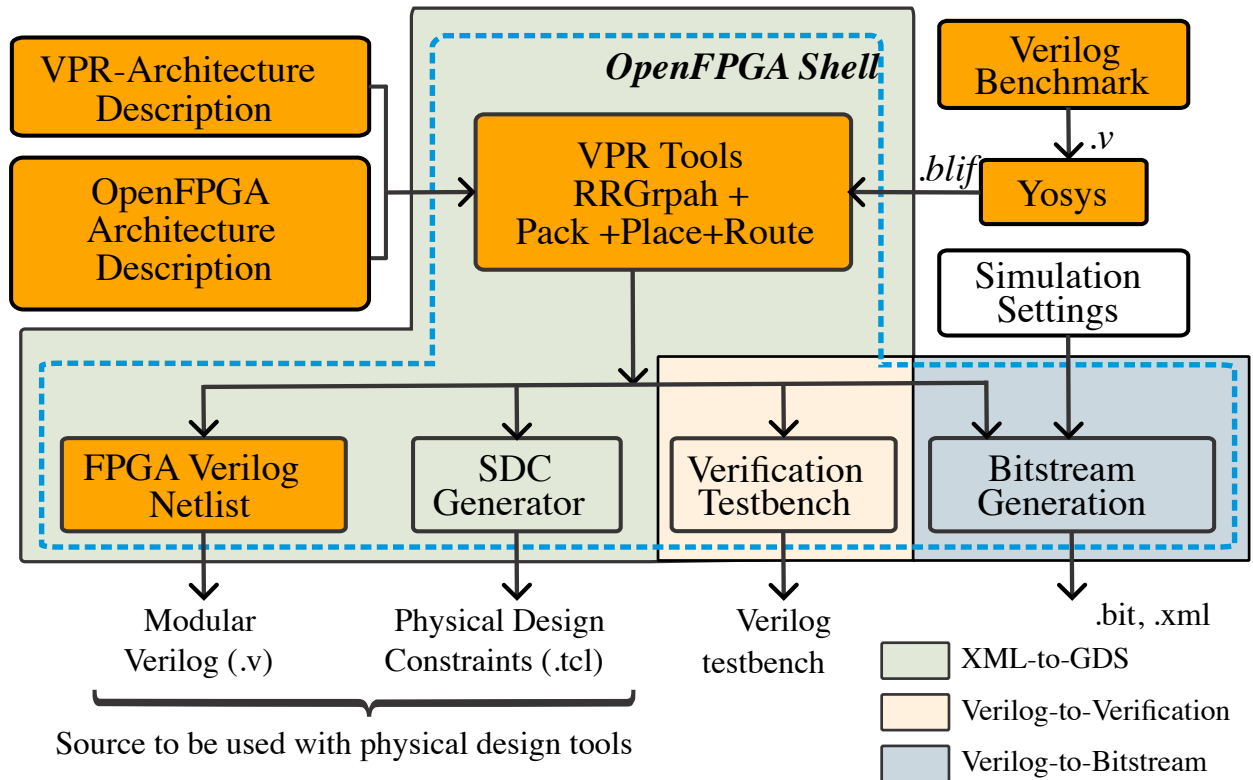 OpenFPGA Shell
VPR-Architecture
Description
OpenFPGA
Architecture
Description
VPR Tools
RRGrpah +
Pack +Place+Route
Verilog
Benchmark
.v
.blif
Yosys
Simulation
Settings
FPGA Verilog
Netlist
SDC
Generator
Verification
Testbench
Bitstream
Generation
Modular
Verilog (.v)
Physical Design
Constraints (.tcl)
Verilog
testbench
.bit, .xml
Source to be used with physical design tools
XML-to-GDS
Verilog-to-Verification
Verilog-to-Bitstream